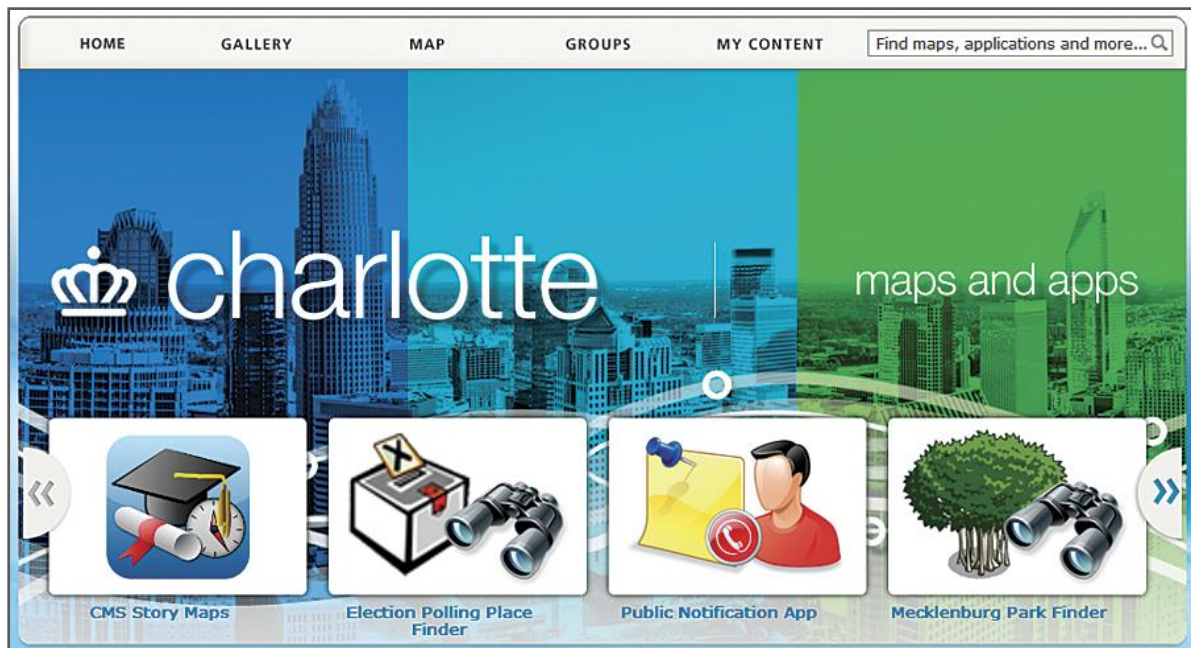 HOME GALLERY MAP GROUPS MY CONTENT Find maps, applications and more...
charlotte maps and apps
CMS Story Maps Election Polling Place Public Notification App Mecklenburg Park Finder
Finder